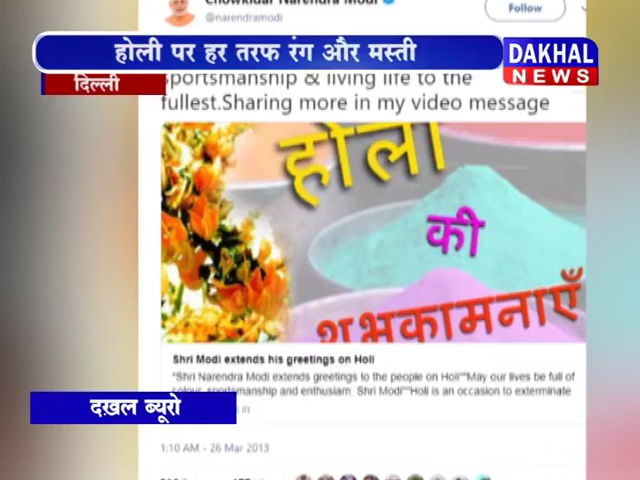 Chowkidar Narendra Modi
@narendramodi
Follow
होली पर हर तरफ रंग और मस्ती
DAKHAL
NEWS
दिल्ली
sportsmanship & living life to the
fullest.Sharing more in my video message
होली
की
शुभकामनाएँ
Shri Modi extends his greetings on Holi
"Shri Narendra Modi extends greetings to the people on Holi""May our lives be full of
colour, sportsmanship and enthusiam: Shri Modi""Holi is an occasion to exterminate
दख़ल ब्यूरो
1:10 AM - 26 Mar 2013